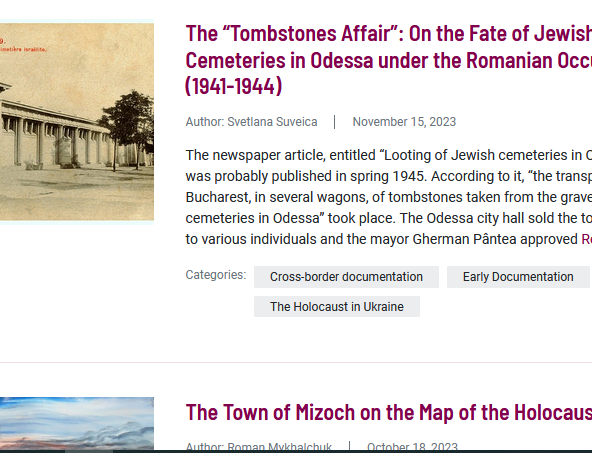 9.
imetière israélite.
The “Tombstones Affair”: On the Fate of Jewish
Cemeteries in Odessa under the Romanian Occu
(1941-1944)
Author: Svetlana Suveica | November 15, 2023
The newspaper article, entitled “Looting of Jewish cemeteries in O
was probably published in spring 1945. According to it, “the transp
Bucharest, in several wagons, of tombstones taken from the grave
cemeteries in Odessa” took place. The Odessa city hall sold the to
to various individuals and the mayor Gherman Pântea approved Re
Categories: Cross-border documentation Early Documentation
The Holocaust in Ukraine
The Town of Mizoch on the Map of the Holocaus
Author: Roman Mykhalchuk | October 18, 2023